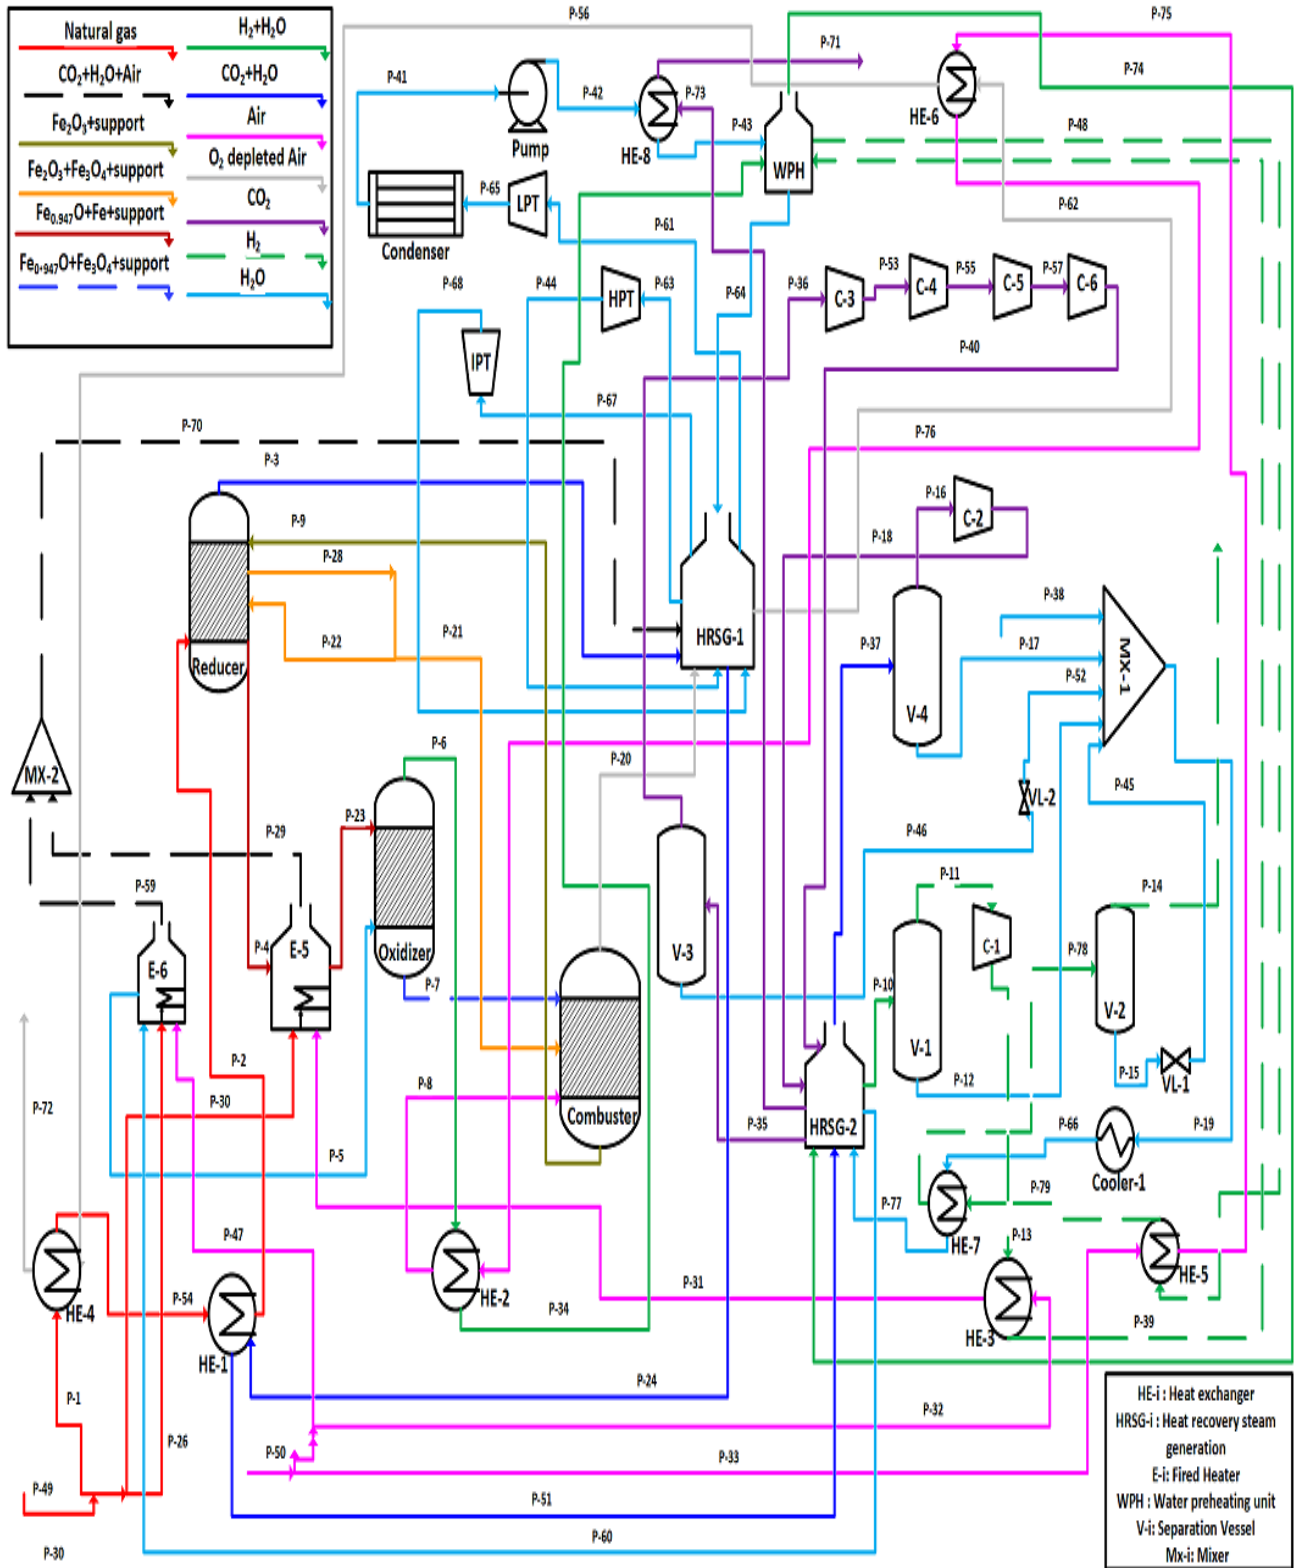 P-56
P-75
Natural gas
H₂+H₂O
CO₂+H₂O+Air
CO₂+H₂O
Fe₂O₃+support
Air
Fe₂O₃+Fe₃O₄+support
O₂ depleted Air
Fe₀.₉₄₇O+Fe+support
CO₂
Fe₀₊₉₄₇O+Fe₃O₄+support
H₂
H₂O
P-71
P-74
P-41
P-42
P-73
P-43
P-48
HE-6
Pump
HE-8
WPH
P-65
LPT
P-61
P-62
Condenser
P-68
P-44
HPT
P-63
P-64
P-36
C-3
P-53
C-4
P-55
C-5
P-57
C-6
IPT
P-40
P-67
P-70
P-76
P-3
P-16
C-2
P-9
P-18
P-28
P-38
P-22
P-21
HRSG-1
P-37
P-17
MX-1
Reducer
P-52
V-4
P-6
P-20
MX-2
VL-2
P-45
P-29
P-23
P-46
P-59
P-11
P-14
P-4
E-5
Oxidizer
V-3
C-1
P-78
E-6
P-7
P-10
V-2
V-1
P-2
P-8
P-12
P-15
VL-1
P-72
P-30
Combuster
HRSG-2
P-35
P-66
P-19
P-5
Cooler-1
P-79
P-77
P-47
P-13
HE-7
HE-5
P-31
HE-2
HE-4
P-54
P-34
HE-3
P-39
HE-1
P-24
P-1
P-32
P-26
P-50
P-33
P-49
P-51
P-60
P-30
HE-i : Heat exchanger
HRSG-i : Heat recovery steam
generation
E-i: Fired Heater
WPH : Water preheating unit
V-i: Separation Vessel
Mx-i: Mixer